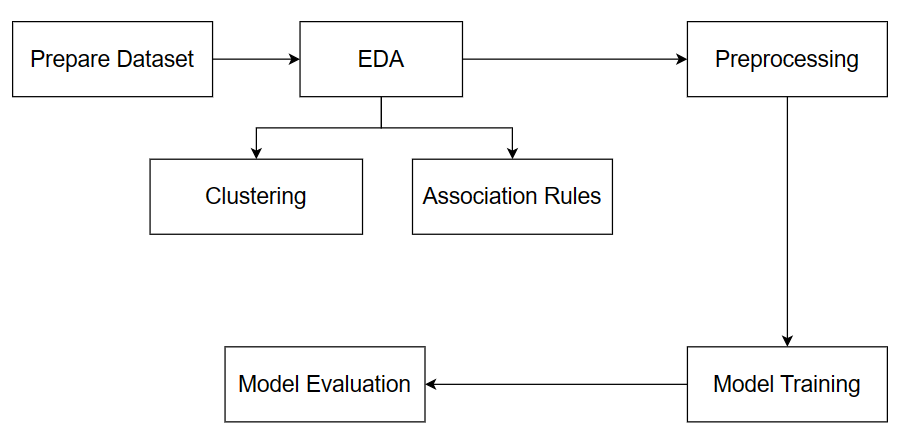 Prepare Dataset
EDA
Preprocessing
Clustering
Association Rules
Model Evaluation
Model Training